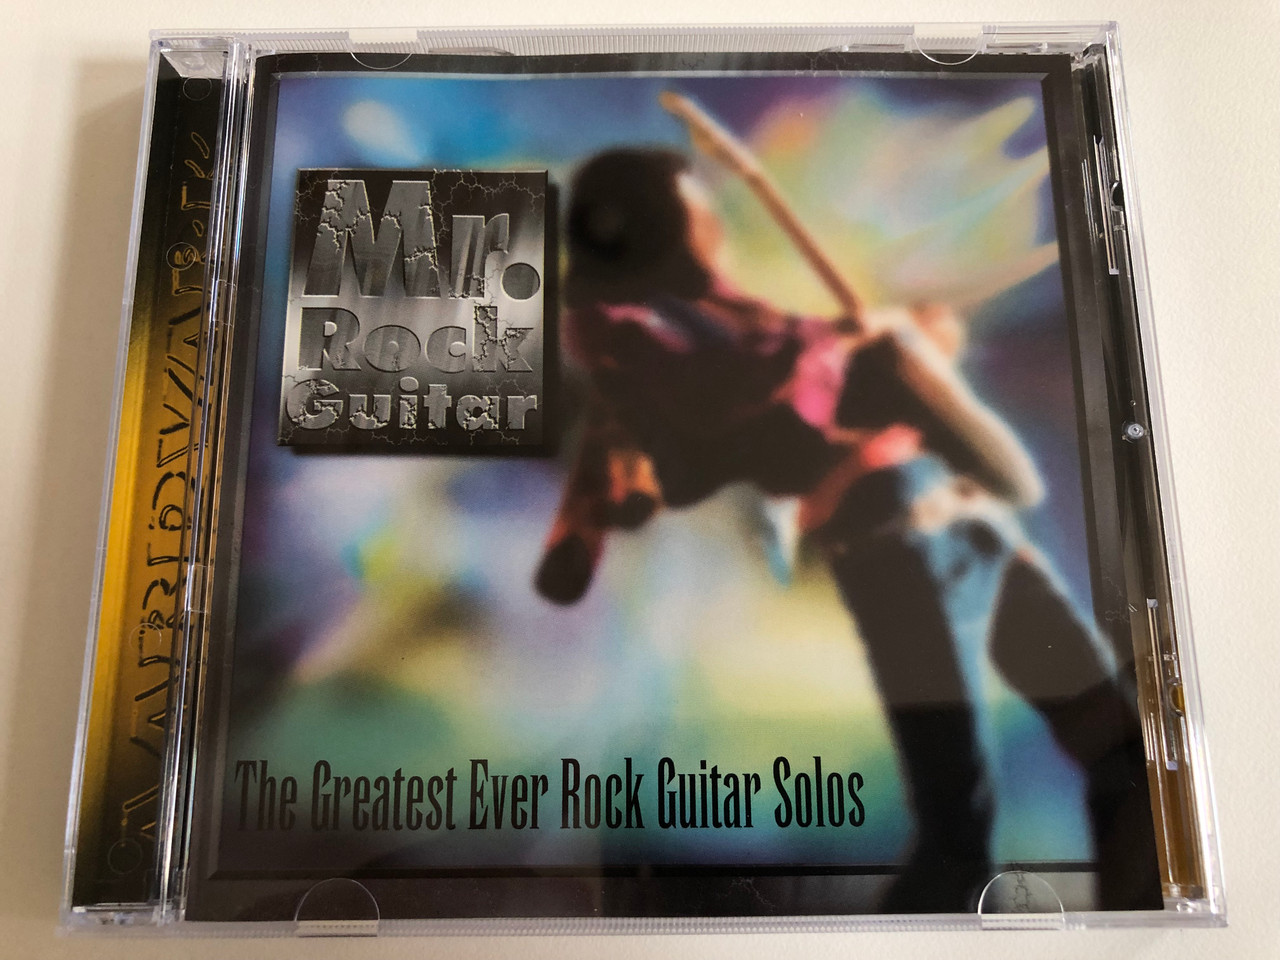 Mr.
Rock
Guitar
The Greatest Ever Rock Guitar Solos